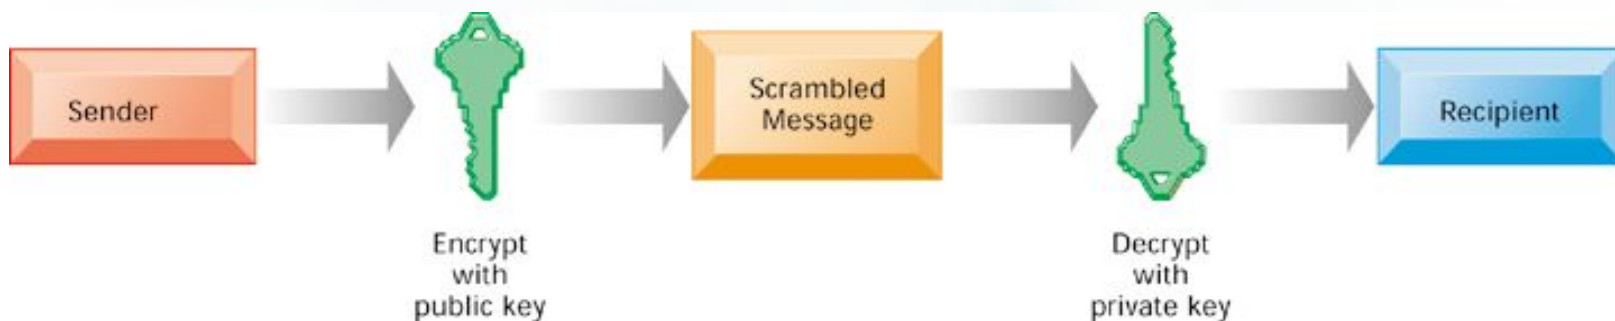 Sender
Encrypt
with
public key
Scrambled
Message
Decrypt
with
private key
Recipient